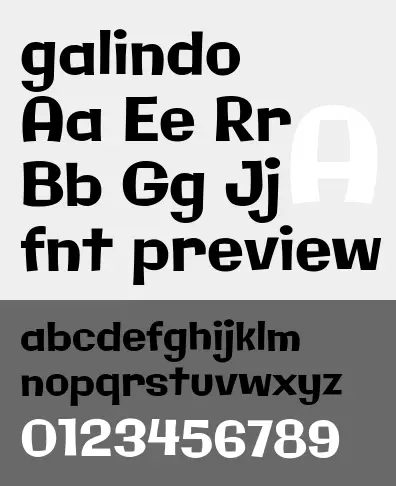 galindo
Aa Ee Rr
A
Bb Gg Jj
fnt preview
abcdefghijklm
nopqrstuvwxyz
0123456789